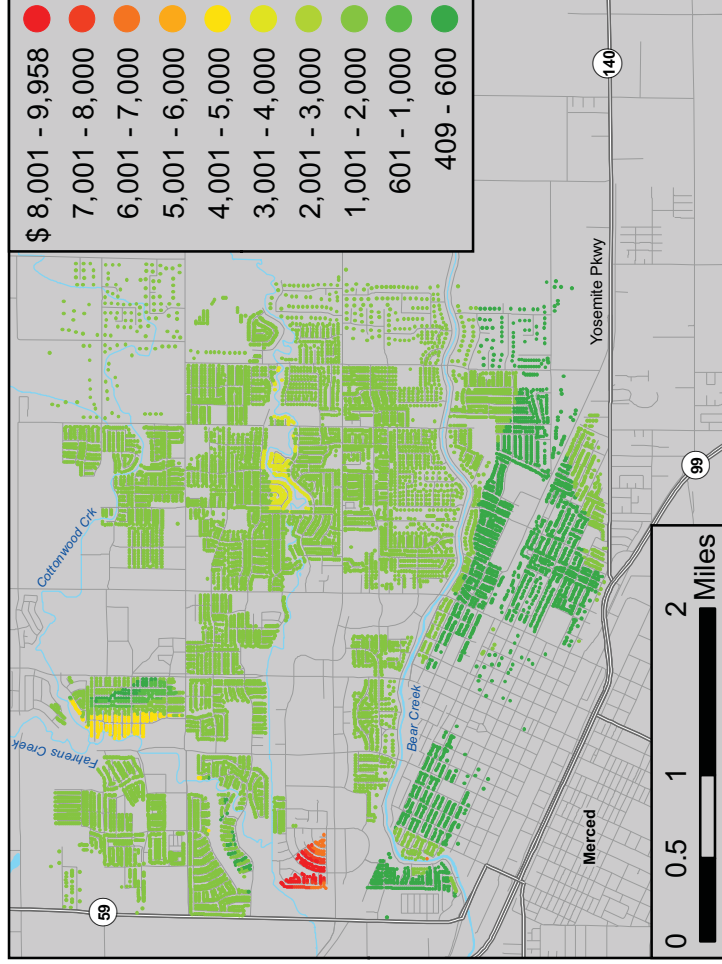 $ 8,001 - 9,958
7,001 - 8,000
6,001 - 7,000
5,001 - 6,000
4,001 - 5,000
3,001 - 4,000
2,001 - 3,000
1,001 - 2,000
601 - 1,000
409 - 600
140
Cottonwood Crk
Fahrens Creek
59
Bear Creek
Yosemite Pkwy
99
Merced
0 0.5 1 2
Miles